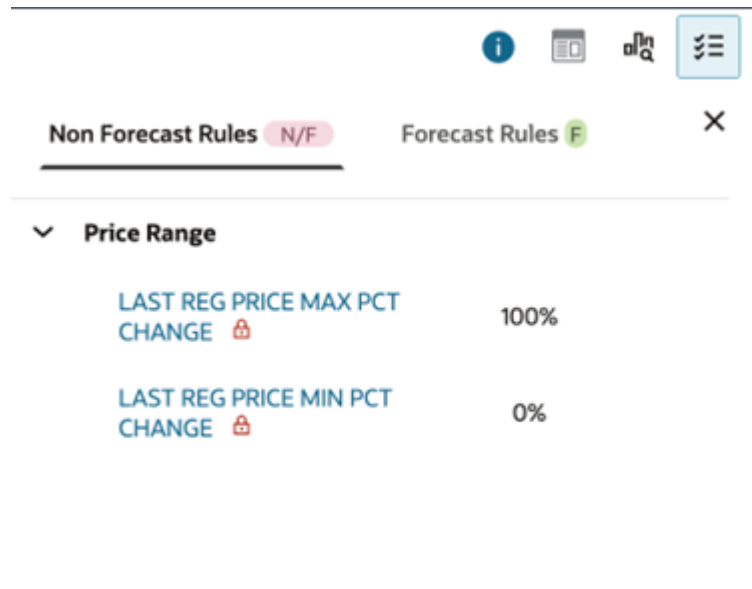 Non Forecast Rules N/F Forecast Rules F
Price Range
LAST REG PRICE MAX PCT
CHANGE 100%
LAST REG PRICE MIN PCT
CHANGE 0%